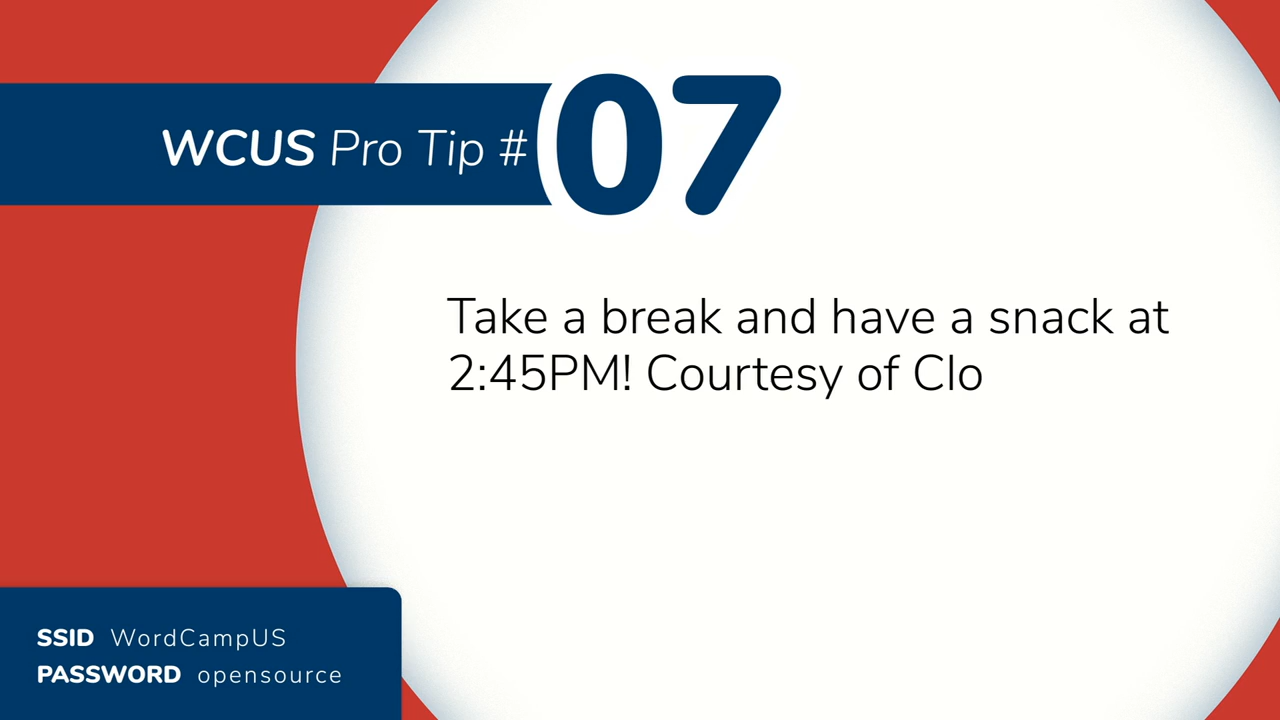 WCUS Pro Tip #07
Take a break and have a snack at
2:45PM! Courtesy of Clo
SSID WordCampUS
PASSWORD opensource